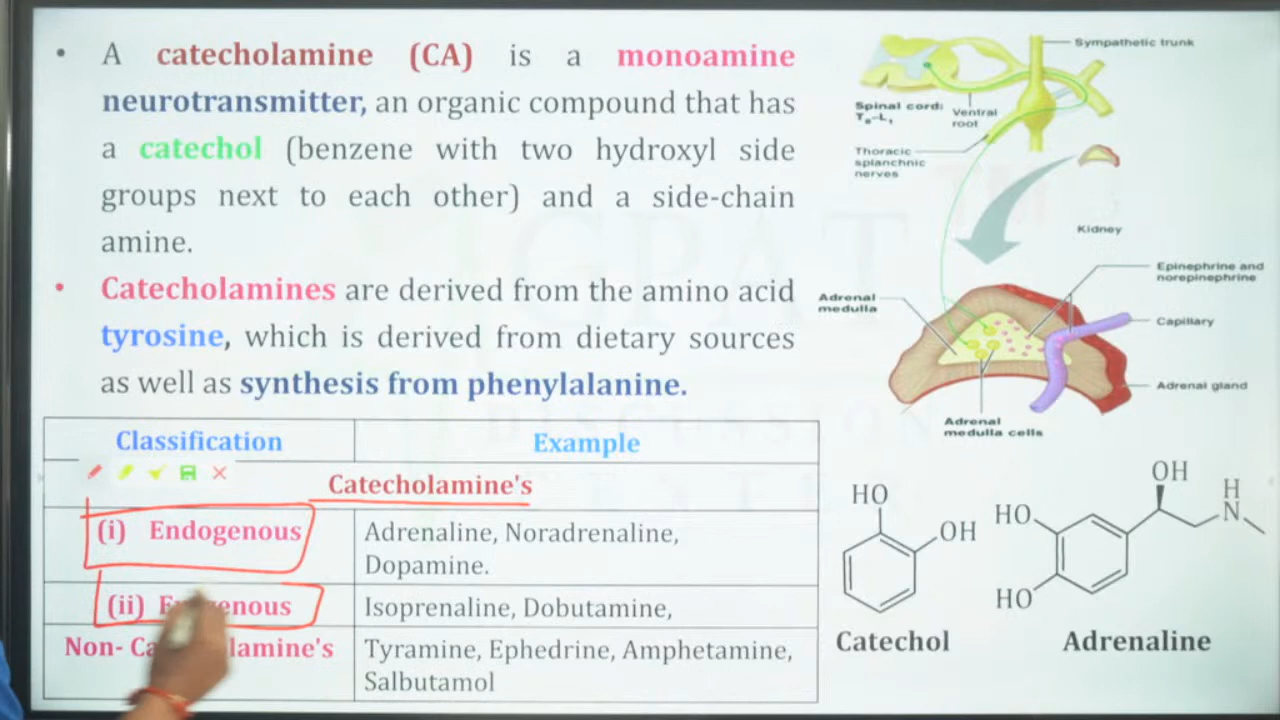 • A catecholamine (CA) is a monoamine
neurotransmitter, an organic compound that has
a catechol (benzene with two hydroxyl side
groups next to each other) and a side-chain
amine.
• Catecholamines are derived from the amino acid
tyrosine, which is derived from dietary sources
as well as synthesis from phenylalanine.
Classification Example
Catecholamine's
(i) Endogenous Adrenaline, Noradrenaline,
Dopamine.
(ii) Isoprenaline, Dobutamine,
Non- Tyramine, Ephedrine, Amphetamine,
Salbutamol
Sympathetic trunk
Spinal cord:
Ventral
root
Thoracic
splanchnic
nerves
Kidney
Epinephrine and
norepinephrine
Adrenal
medulla
Capillary
Adrenal gland
Adrenal
medulla cells
HO
OH
Catechol
OH
H
N
HO
HO
Adrenaline